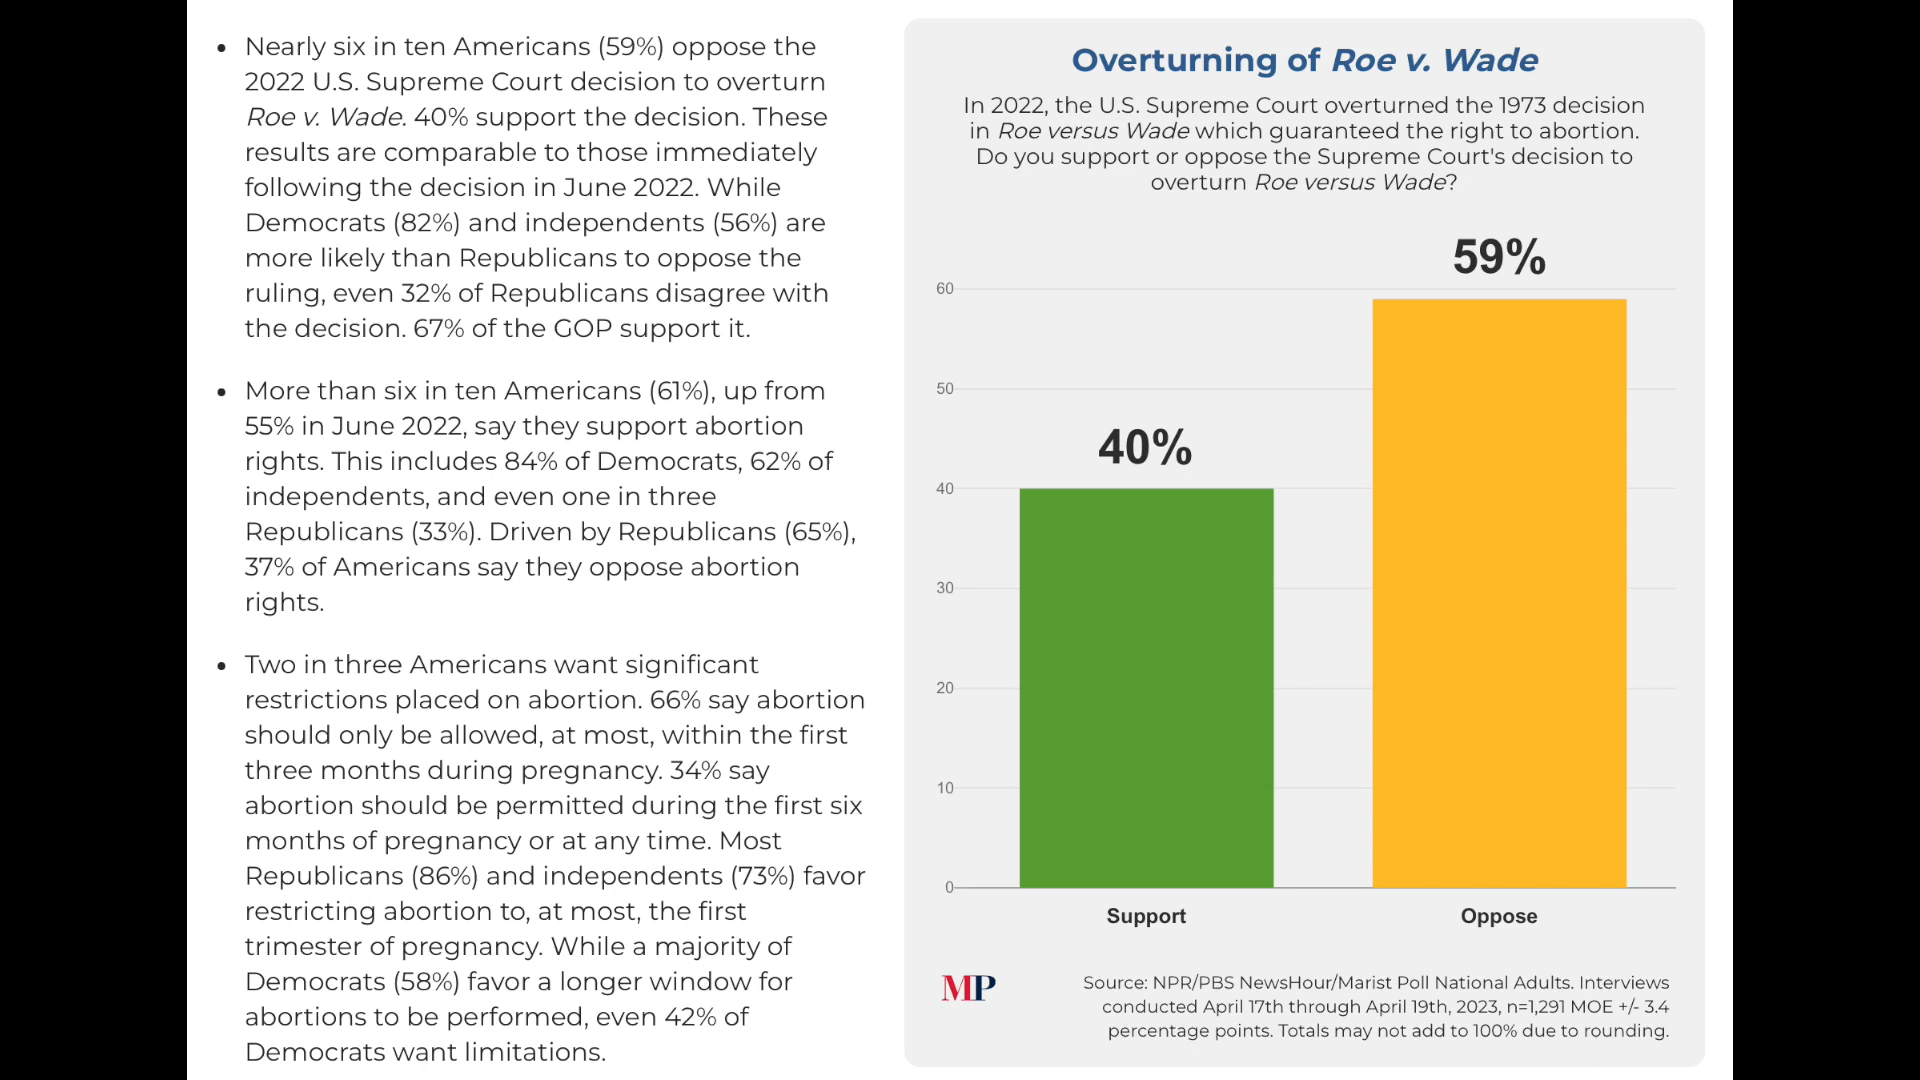 • Nearly six in ten Americans (59%) oppose the
2022 U.S. Supreme Court decision to overturn
Roe v. Wade. 40% support the decision. These
results are comparable to those immediately
following the decision in June 2022. While
Democrats (82%) and independents (56%) are
more likely than Republicans to oppose the
ruling, even 32% of Republicans disagree with
the decision. 67% of the GOP support it.
• More than six in ten Americans (61%), up from
55% in June 2022, say they support abortion
rights. This includes 84% of Democrats, 62% of
independents, and even one in three
Republicans (33%). Driven by Republicans (65%),
37% of Americans say they oppose abortion
rights.
• Two in three Americans want significant
restrictions placed on abortion. 66% say abortion
should only be allowed, at most, within the first
three months during pregnancy. 34% say
abortion should be permitted during the first six
months of pregnancy or at any time. Most
Republicans (86%) and independents (73%) favor
restricting abortion to, at most, the first
trimester of pregnancy. While a majority of
Democrats (58%) favor a longer window for
abortions to be performed, even 42% of
Democrats want limitations.
Overturning of Roe v. Wade
In 2022, the U.S. Supreme Court overturned the 1973 decision
in Roe versus Wade which guaranteed the right to abortion.
Do you support or oppose the Supreme Court's decision to
overturn Roe versus Wade?
59%
60
50
40%
40
30
20
10
0
Support Oppose
MP
Source: NPR/PBS NewsHour/Marist Poll National Adults. Interviews
conducted April 17th through April 19th, 2023, n=1,291 MOE +/- 3.4
percentage points. Totals may not add to 100% due to rounding.